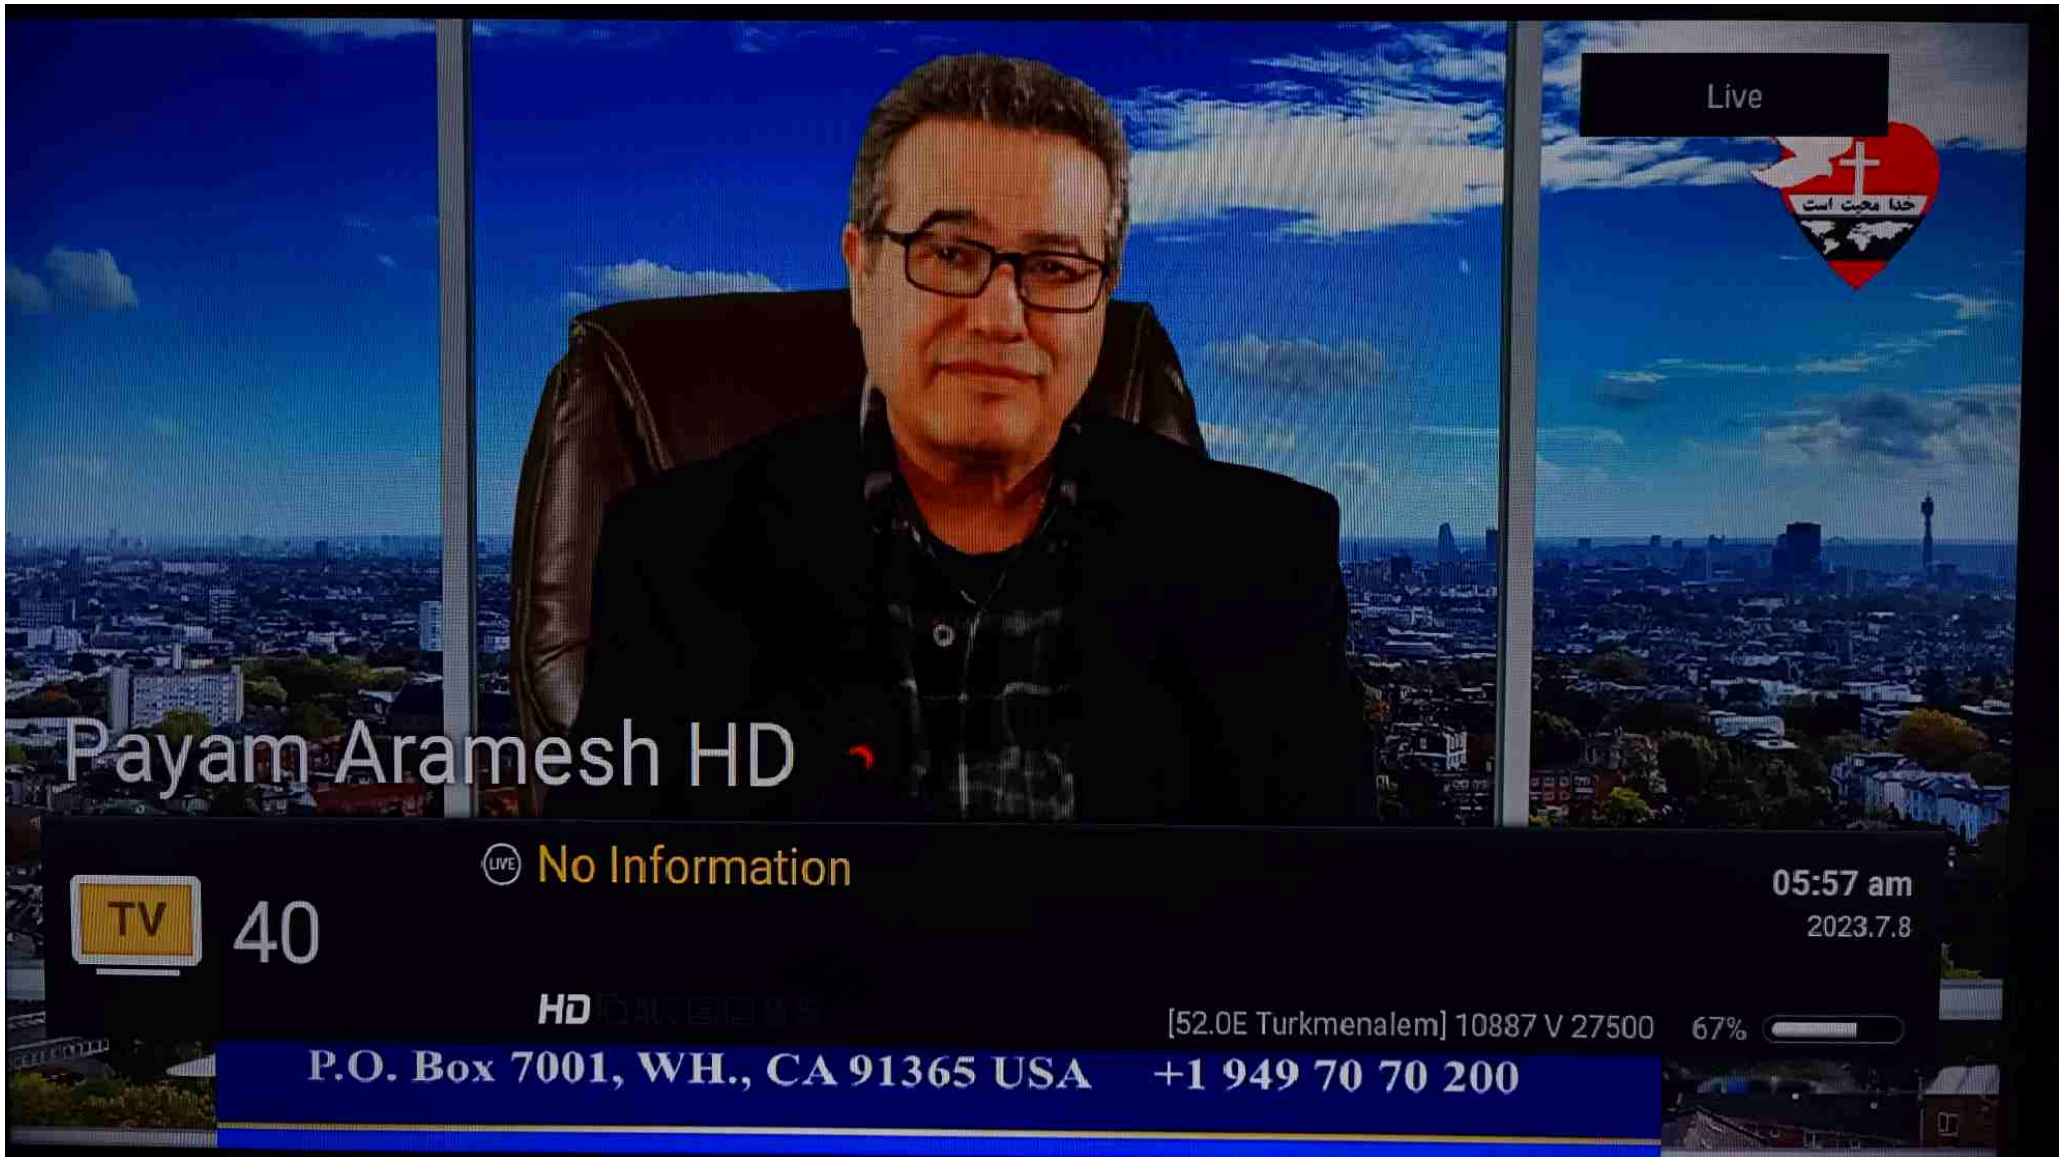 Live
خدا محبت است
Payam Aramesh HD
LIVE No Information
05:57 am
2023.7.8
TV 40
HD
[52.0E Turkmenalem] 10887 V 27500 67%
P.O. Box 7001, WH., CA 91365 USA +1 949 70 70 200